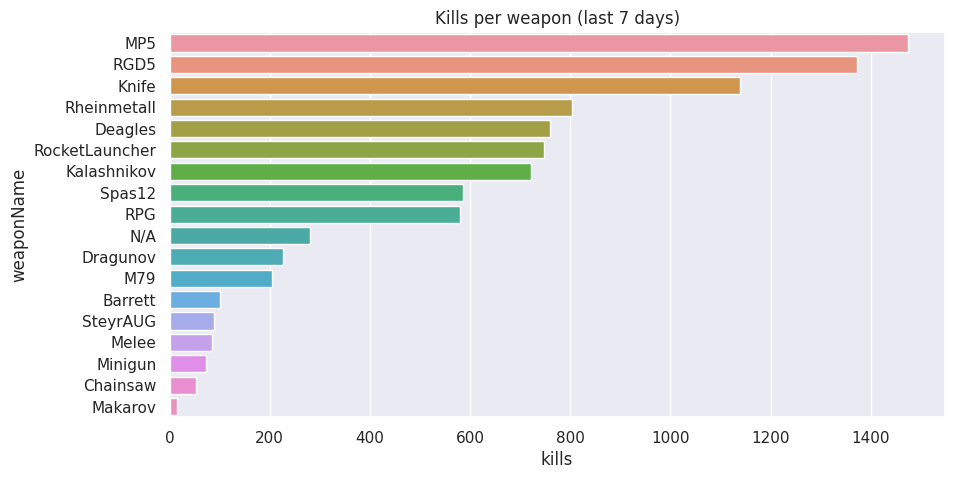 Kills per weapon (last 7 days)
weaponName
MP5
RGD5
Knife
Rheinmetall
Deagles
RocketLauncher
Kalashnikov
Spas12
RPG
N/A
Dragunov
M79
Barrett
SteyrAUG
Melee
Minigun
Chainsaw
Makarov
0 200 400 600 800 1000 1200 1400
kills